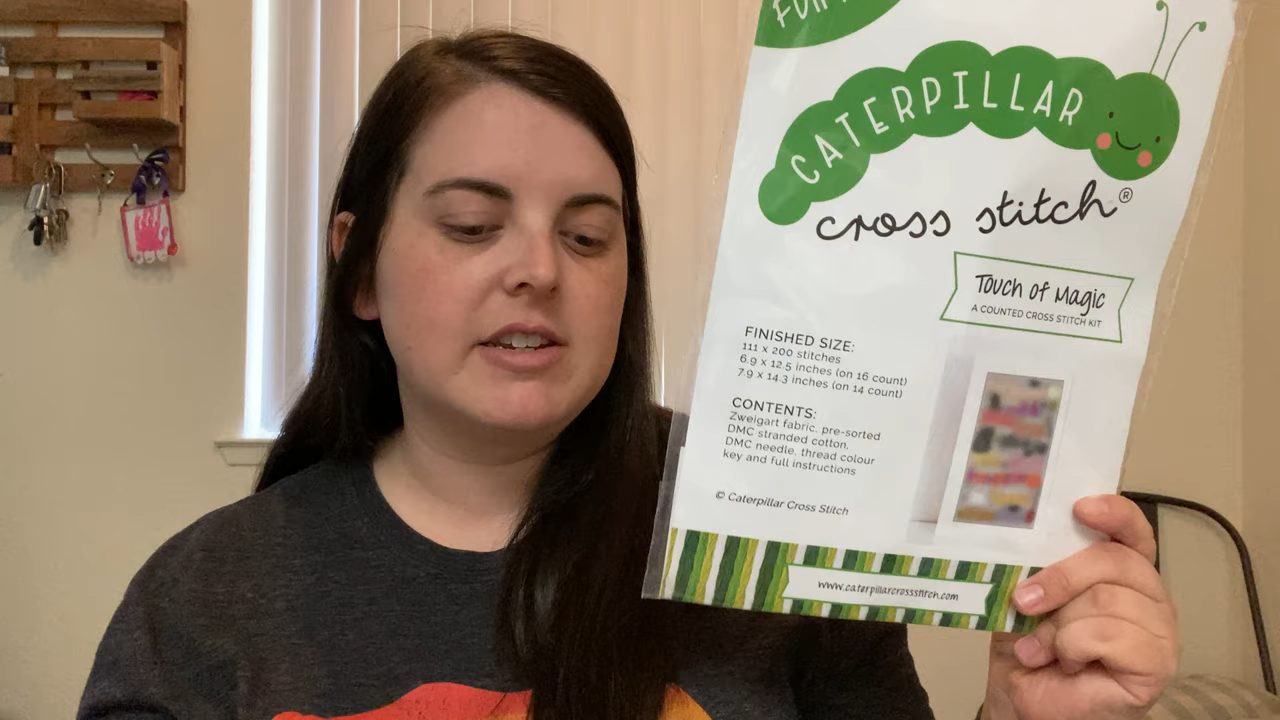 CATERPILLAR
cross stitch®
Touch of Magic
A COUNTED CROSS STITCH KIT
FINISHED SIZE:
111 x 200 stitches
6.9 x 12.5 inches (on 16 count)
7.9 x 14.3 inches (on 14 count)
CONTENTS:
Zweigart fabric, pre-sorted
DMC stranded cotton,
DMC needle, thread colour
key and full instructions
© Caterpillar Cross Stitch
www.caterpillarcrossstitch.com